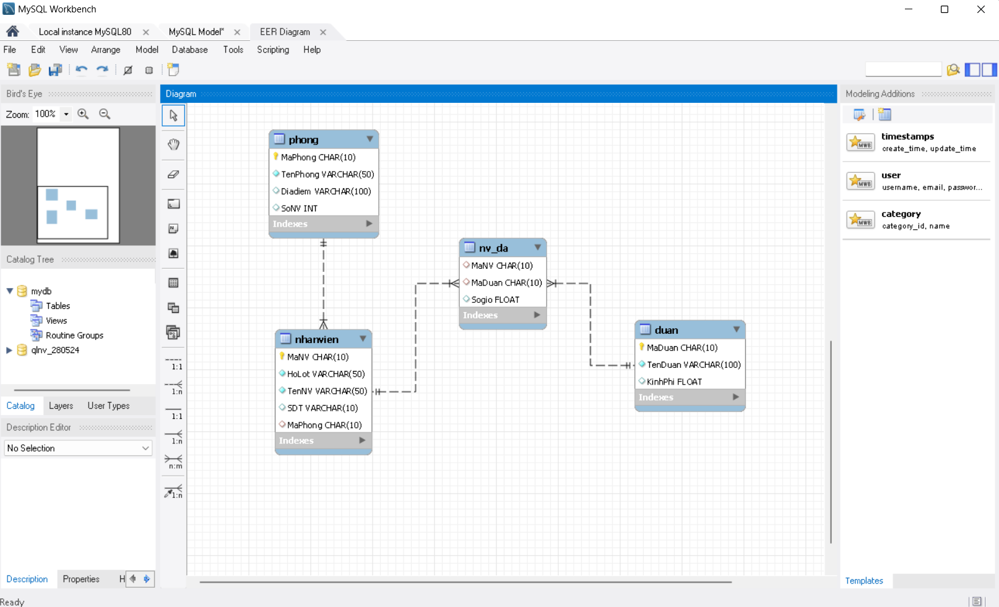 MySQL Workbench
Local instance MySQL80
MySQL Model*
EER Diagram
File Edit View Arrange Model Database Tools Scripting Help
Bird's Eye
Zoom: 100%
Catalog Tree
mydb
Tables
Views
Routine Groups
qlnv_280524
Catalog Layers User Types
Description Editor
No Selection
Description Properties H
Ready
Diagram
1:1
1:n
1:1
1:n
n:m
1:n
phong
MaPhong CHAR(10)
TenPhong VARCHAR(50)
Diadiem VARCHAR(100)
SoNV INT
Indexes
nhanvien
MaNV CHAR(10)
HoLot VARCHAR(50)
TenNV VARCHAR(50)
SDT VARCHAR(10)
MaPhong CHAR(10)
Indexes
nv_da
MaNV CHAR(10)
MaDuan CHAR(10)
Sogio FLOAT
Indexes
duan
MaDuan CHAR(10)
TenDuan VARCHAR(100)
KinhPhi FLOAT
Indexes
Modeling Additions
MWB
timestamps
create_time, update_time
MWB
user
username, email, passwor...
MWB
category
category_id, name
Templates